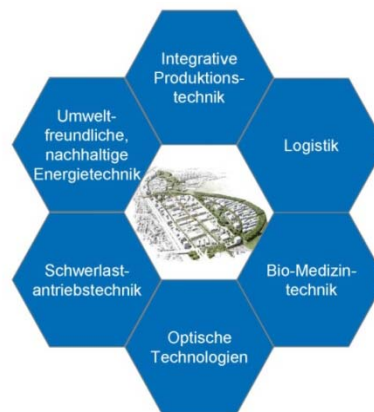 Integrative
Produktions-
technik
Umwelt-
freundliche,
nachhaltige
Energietechnik
Logistik
Schwerlast-
antriebstechnik
Bio-Medizin-
technik
Optische
Technologien